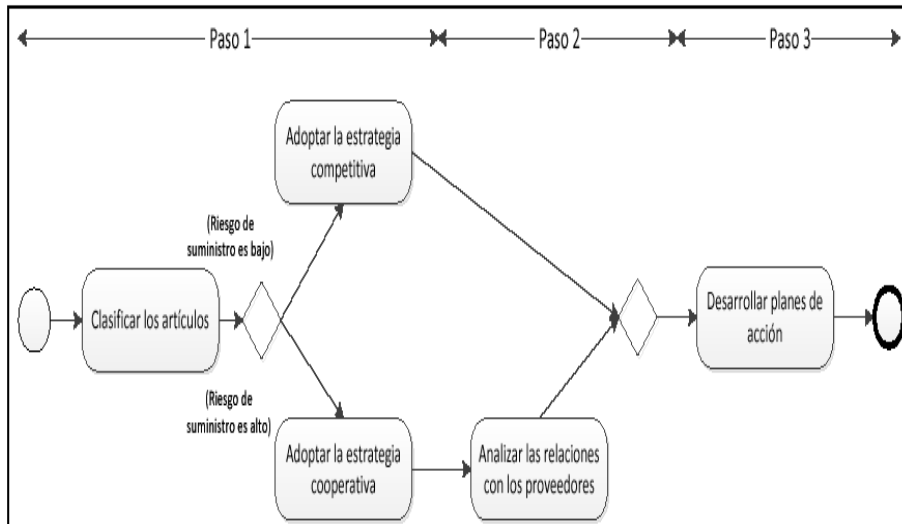 Paso 1
Paso 2
Paso 3
Adoptar la estrategia
competitiva
(Riesgo de
suministro es bajo)
Clasificar los artículos
Desarrollar planes de
acción
(Riesgo de
suministro es alto)
Adoptar la estrategia
cooperativa
Analizar las relaciones
con los proveedores